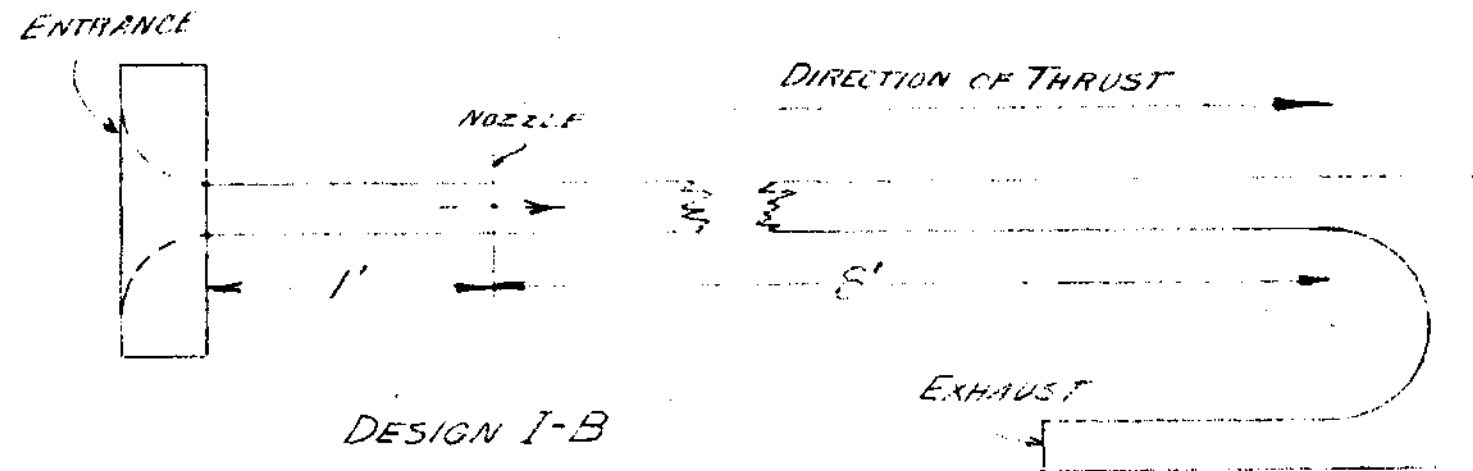 ENTRANCE
DIRECTION OF THRUST
NOZZLE
1'
8'
EXHAUST
DESIGN I-B